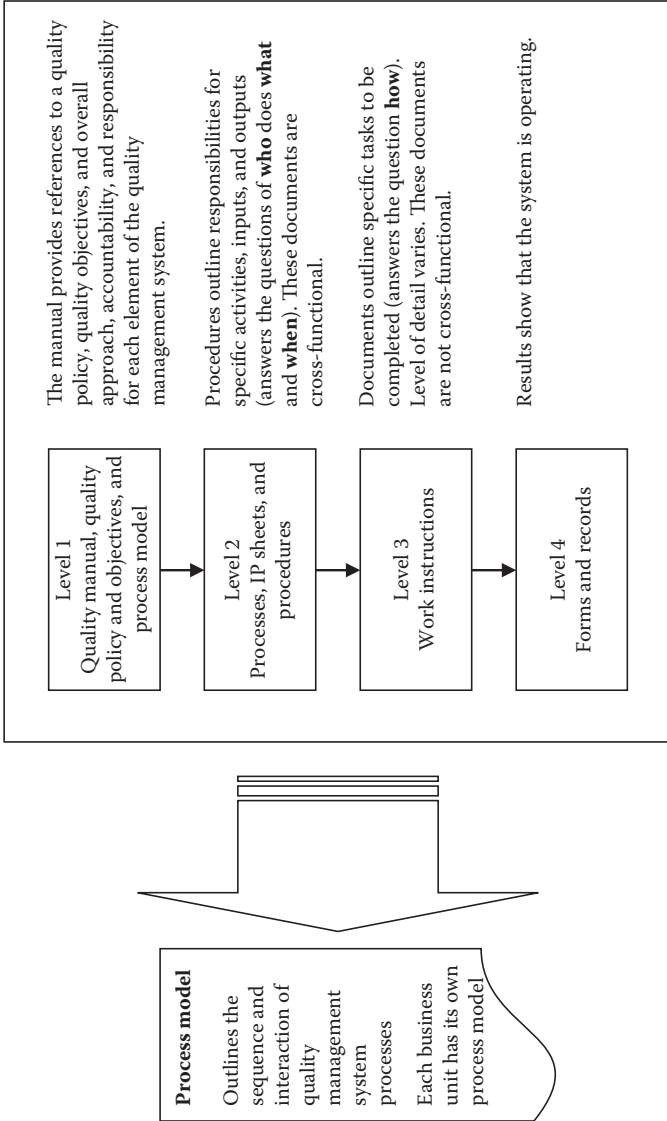 Process model
Outlines the
sequence and
interaction of
quality
management
system
processes
Each business
unit has its own
process model
Level 1
Quality manual, quality
policy and objectives, and
process model
The manual provides references to a quality
policy, quality objectives, and overall
approach, accountability, and responsibility
for each element of the quality
management system.
Level 2
Processes, IP sheets, and
procedures
Procedures outline responsibilities for
specific activities, inputs, and outputs
(answers the questions of who does what
and when). These documents are
cross-functional.
Level 3
Work instructions
Documents outline specific tasks to be
completed (answers the question how).
Level of detail varies. These documents
are not cross-functional.
Level 4
Forms and records
Results show that the system is operating.